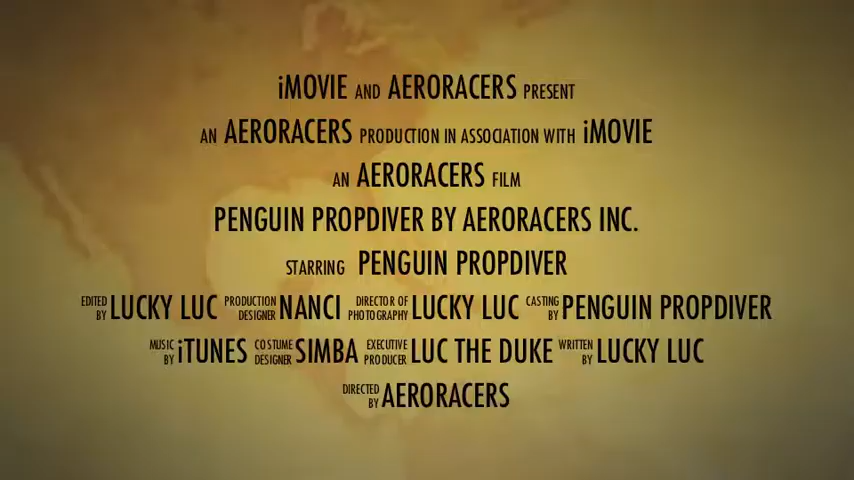 iMOVIE AND AERORACERS PRESENT
AN AERORACERS PRODUCTION IN ASSOCIATION WITH iMOVIE
AN AERORACERS FILM
PENGUIN PROPDIVER BY AERORACERS INC.
STARRING PENGUIN PROPDIVER
EDITED BY LUCKY LUC PRODUCTION DESIGNER NANCI DIRECTOR OF PHOTOGRAPHY LUCKY LUC CASTING BY PENGUIN PROPDIVER
MUSIC BY iTUNES COSTUME DESIGNER SIMBA EXECUTIVE PRODUCER LUC THE DUKE WRITTEN BY LUCKY LUC
DIRECTED BY AERORACERS